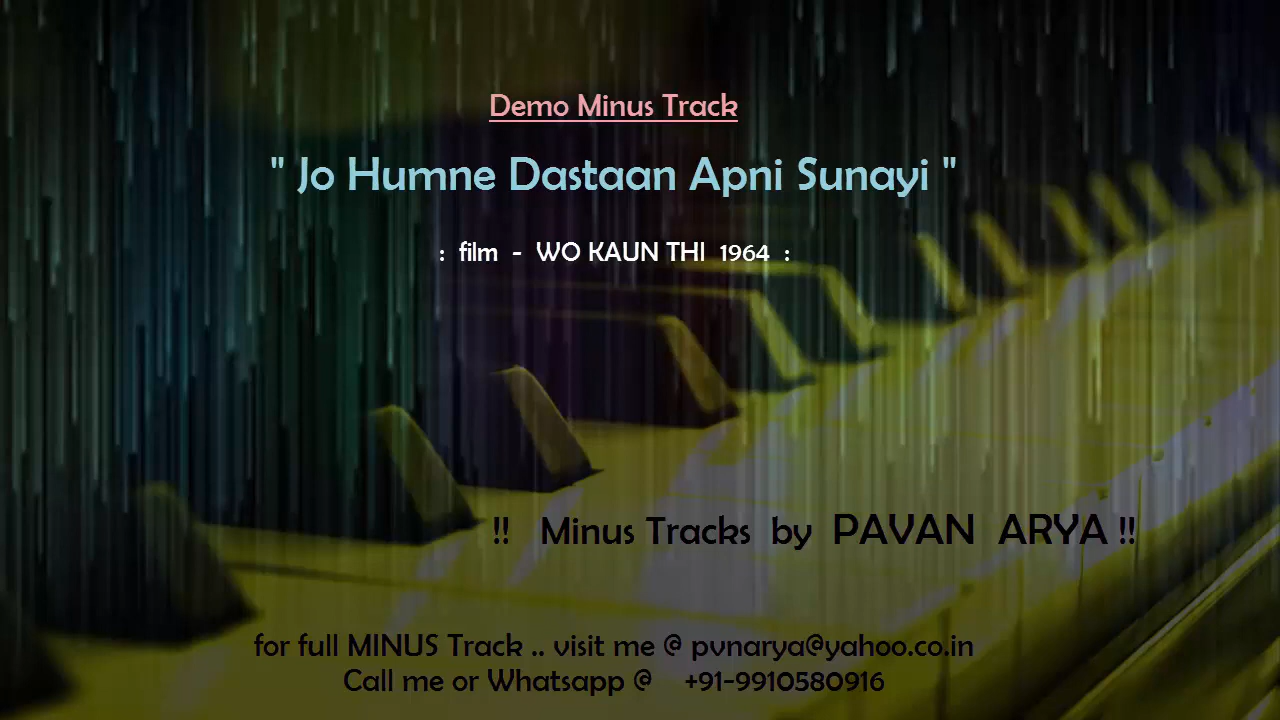 Demo Minus Track
" Jo Humne Dastaan Apni Sunayi "
: film - WO KAUN THI 1964 :
!! Minus Tracks by PAVAN ARYA !!
for full MINUS Track .. visit me @ pvnarya@yahoo.co.in
Call me or Whatsapp @ +91-9910580916